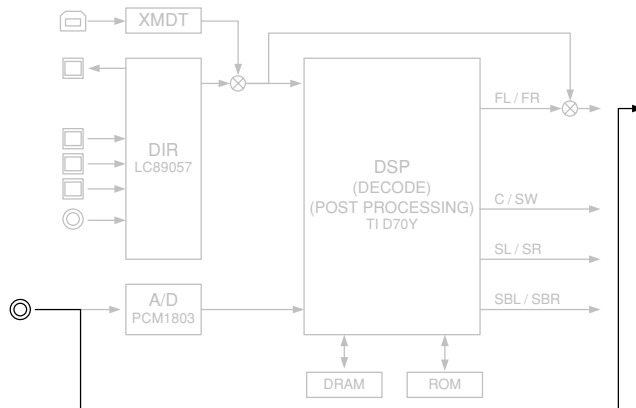 XMDT
DIR
LC89057
FL / FR
DSP
(DECODE)
(POST PROCESSING)
TI D70Y
C / SW
SL / SR
A/D
PCM1803
SBL / SBR
DRAM
ROM